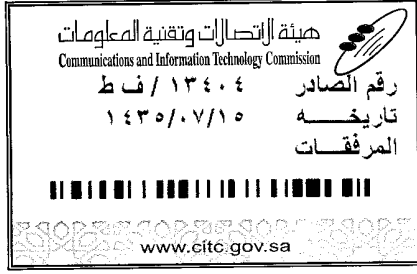 هيئة الاتصالات وتقنية المعلومات
Communications and Information Technology Commission
رقم الصادر ١٣٤٠٤ / ف ط
تاريخه ١٤٣٥/٠٧/١٥
المرفقات
www.citc.gov.sa